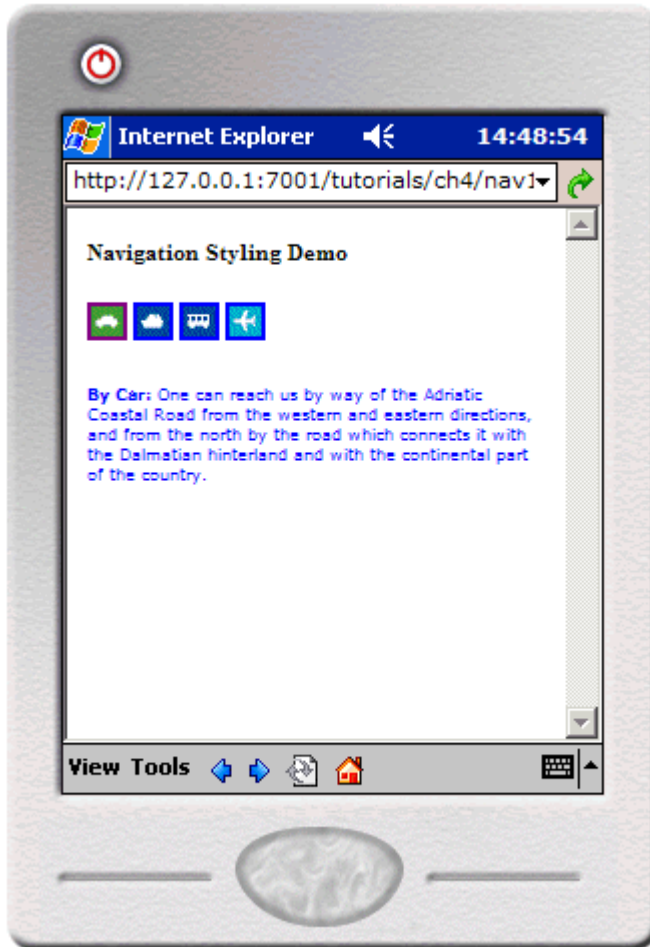 Internet Explorer 14:48:54
http://127.0.0.1:7001/tutorials/ch4/nav1
Navigation Styling Demo
By Car: One can reach us by way of the Adriatic
Coastal Road from the western and eastern directions,
and from the north by the road which connects it with
the Dalmatian hinterland and with the continental part
of the country.
View Tools